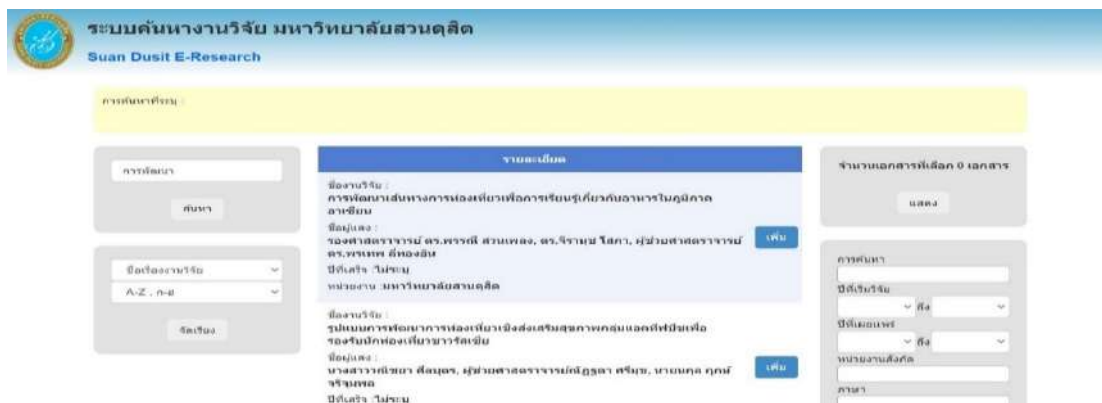 ระบบค้นหางานวิจัย มหาวิทยาลัยสวนดุสิต
Suan Dusit E-Research
การค้นหาที่ระบุ :
การพัฒนา
ค้นหา
ชื่อเรื่องงานวิจัย
A-Z , ก-ฮ
จัดเรียง
รายละเอียด
ชื่องานวิจัย :
การพัฒนาเส้นทางการท่องเที่ยวเพื่อการเรียนรู้เกี่ยวกับอาหารในภูมิภาค
อาเซียน
ชื่อผู้แต่ง :
รองศาสตราจารย์ ดร.พรรณี สวนเพลง, ดร.จิรานุช โสภา, ผู้ช่วยศาสตราจารย์
ดร.พรเทพ ลี่ทองอิน
ปีที่เสร็จ :ไม่ระบุ
หน่วยงาน :มหาวิทยาลัยสวนดุสิต
เพิ่ม
ชื่องานวิจัย :
รูปแบบการพัฒนาการท่องเที่ยวเชิงส่งเสริมสุขภาพกลุ่มแอคทีฟบีชเพื่อ
รองรับนักท่องเที่ยวชาวรัสเซีย
ชื่อผู้แต่ง :
ผู้ช่วยศาสตราจารย์ณัฏฐา
เพิ่ม
ปีที่เสร็จ :ไม่ระบุ
จำนวนเอกสารที่เลือก 0 เอกสาร
แสดง
การค้นหา
ปีที่เริ่มวิจัย
ถึง
ปีที่เผยแพร่
ถึง
หน่วยงานสังกัด
ภาษา